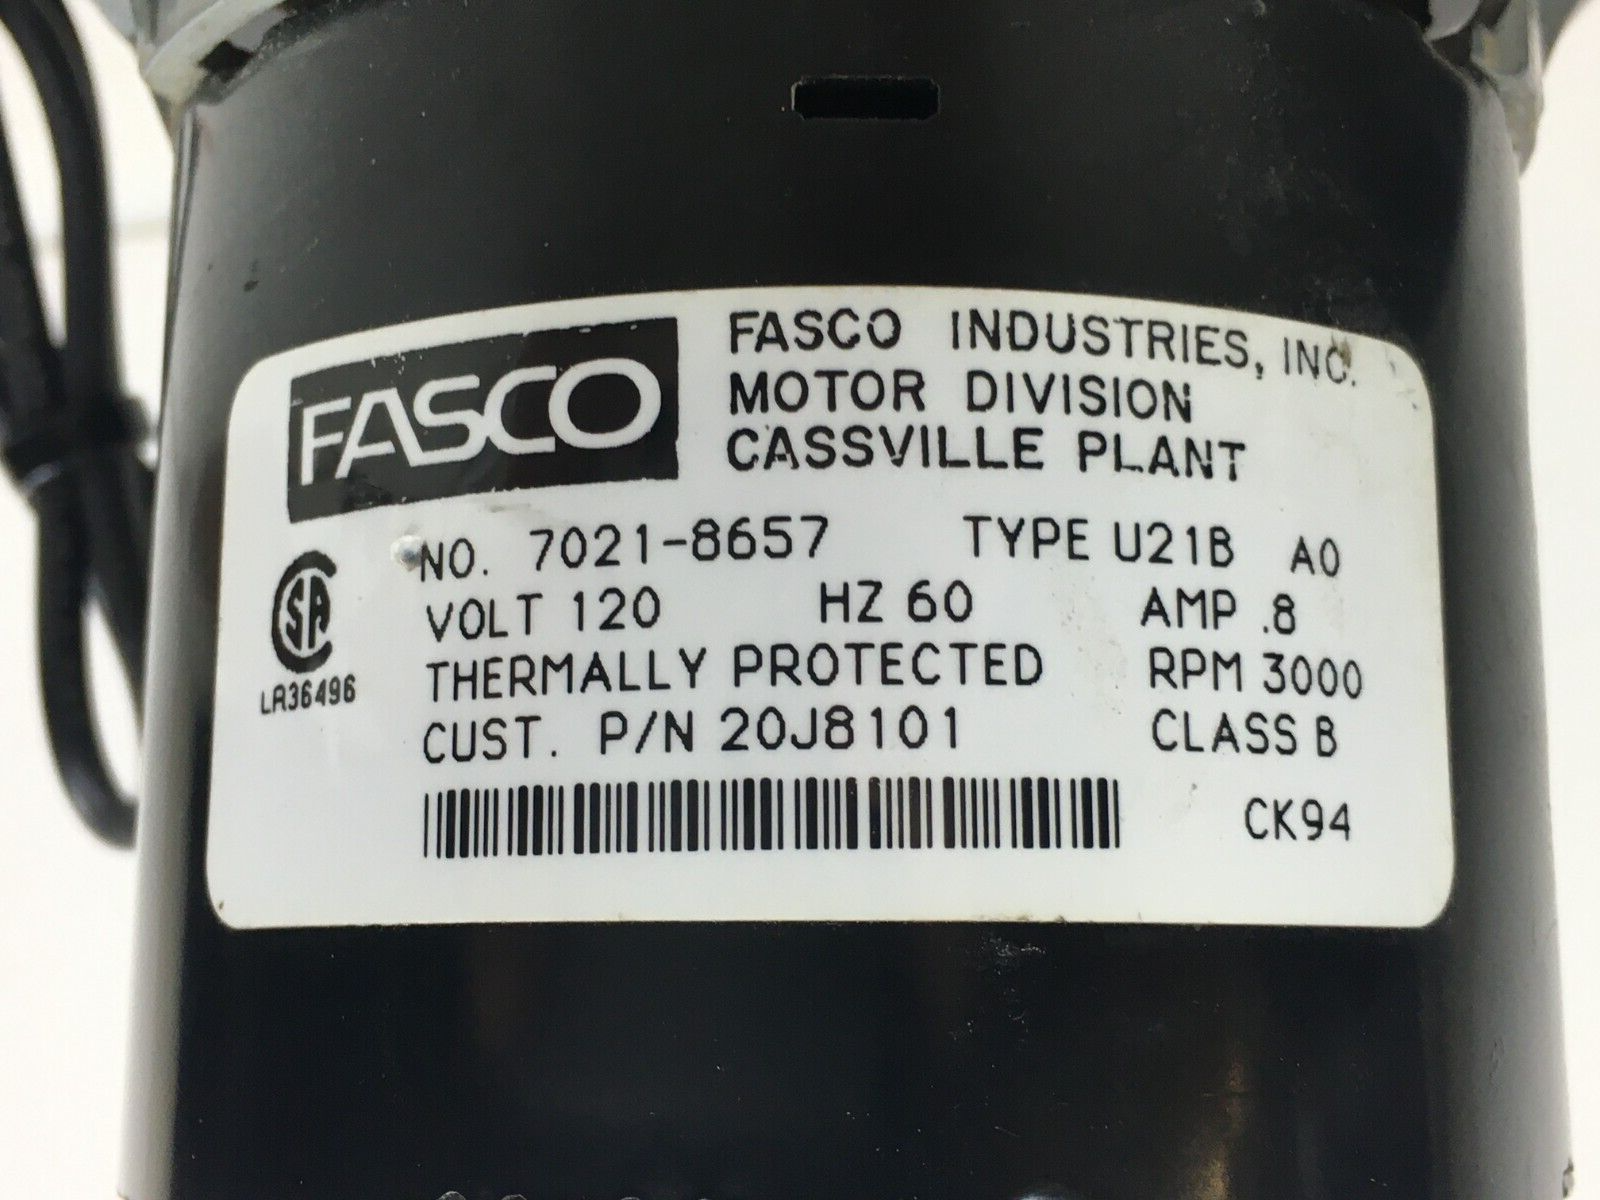 FASCO
FASCO INDUSTRIES, INC.
MOTOR DIVISION
CASSVILLE PLANT
NO. 7021-8657 TYPE U21B A0
VOLT 120 HZ 60 AMP .8
THERMALLY PROTECTED RPM 3000
CUST. P/N 20J8101 CLASS B
SA
LR36496
CK94